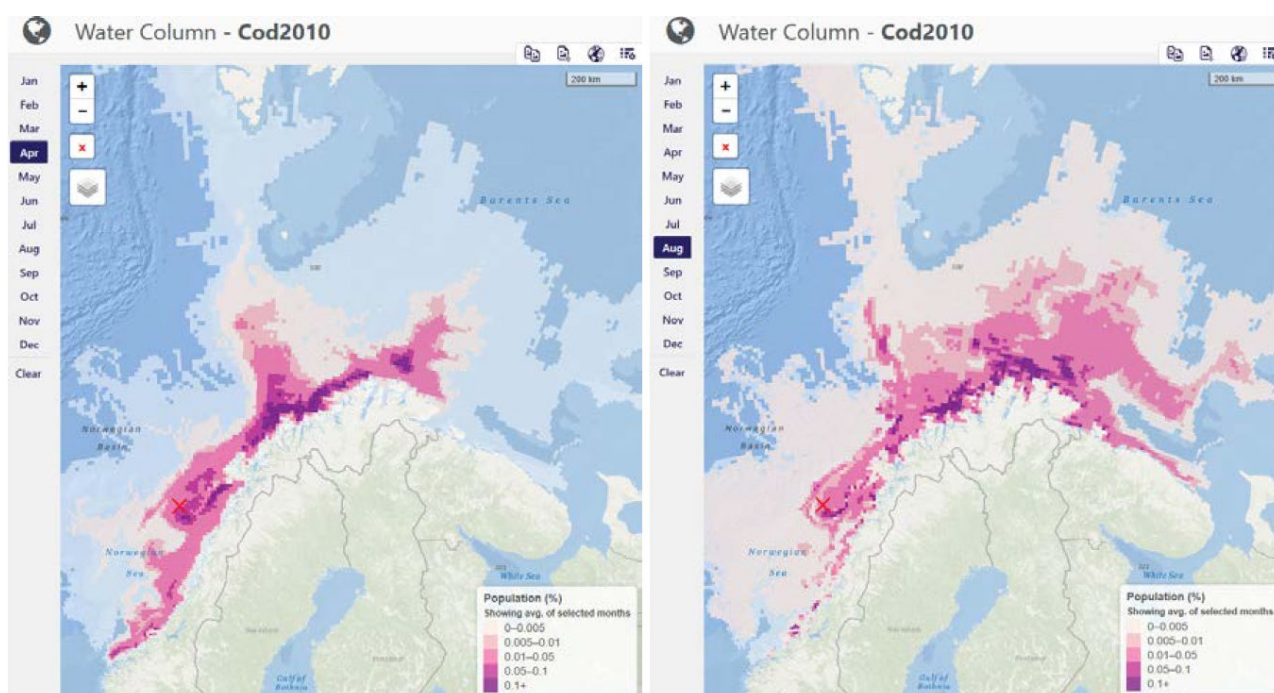 Water Column - Cod2010
Jan
Feb
Mar
Apr
May
Jun
Jul
Aug
Sep
Oct
Nov
Dec
Clear
+
−
x
200 km
Barents Sea
Norwegian
Basin
Norwegian
Sea
White Sea
Gulf of
Bothnia
Population (%)
Showing avg. of selected months
0–0.005
0.005–0.01
0.01–0.05
0.05–0.1
0.1+
Water Column - Cod2010
Jan
Feb
Mar
Apr
May
Jun
Jul
Aug
Sep
Oct
Nov
Dec
Clear
+
−
x
200 km
Barents Sea
Norwegian
Basin
Norwegian
Sea
White Sea
Gulf of
Bothnia
Population (%)
Showing avg. of selected months
0–0.005
0.005–0.01
0.01–0.05
0.05–0.1
0.1+